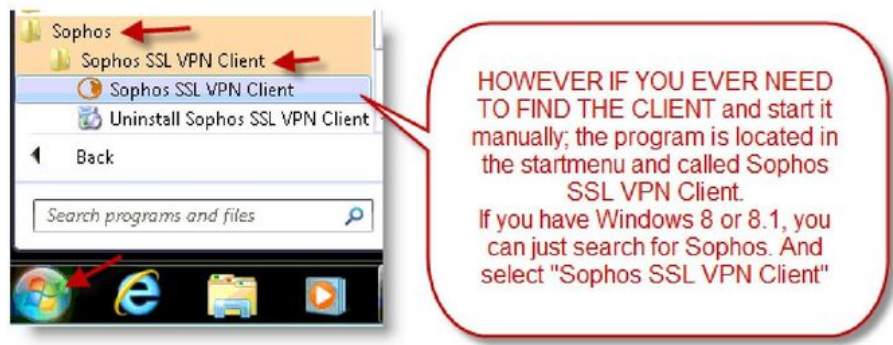 Sophos
Sophos SSL VPN Client
Sophos SSL VPN Client
Uninstall Sophos SSL VPN Client
Back
Search programs and files
HOWEVER IF YOU EVER NEED
TO FIND THE CLIENT and start it
manually; the program is located in
the startmenu and called Sophos
SSL VPN Client.
If you have Windows 8 or 8.1, you
can just search for Sophos. And
select "Sophos SSL VPN Client"